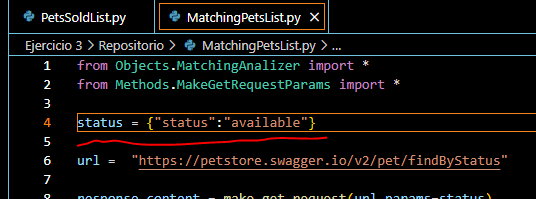 PetsSoldList.py
MatchingPetsList.py ×
Ejercicio 3 > Repositorio > MatchingPetsList.py > ...
1 from Objects.MatchingAnalizer import *
2 from Methods.MakeGetRequestParams import *
3
4 status = {"status":"available"}
5
6 url = "https://petstore.swagger.io/v2/pet/findByStatus"
7
8 response_content = make_get_request(url,params=status)